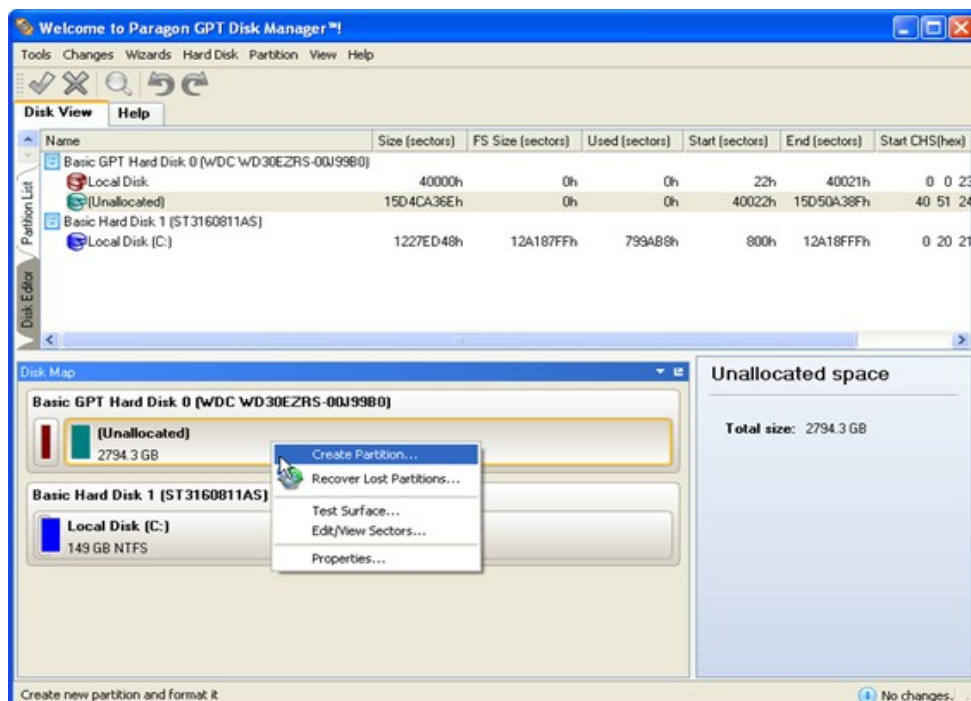 Welcome to Paragon GPT Disk Manager™!
Tools Changes Wizards Hard Disk Partition View Help
Disk View Help
Name Size (sectors) FS Size (sectors) Used (sectors) Start (sectors) End (sectors) Start CHS(hex)
Basic GPT Hard Disk 0 (WDC WD30EZRS-00J99B0)
Local Disk 40000h 0h 0h 22h 40021h 0 0 23
(Unallocated) 15D4CA36Eh 0h 0h 40022h 15D50A38Fh 40 51 24
Basic Hard Disk 1 (ST3160811AS)
Local Disk (C:) 1227ED48h 12A187FFh 799AB8h 800h 12A18FFFh 0 20 21
Partition List
Disk Editor
Disk Map
Basic GPT Hard Disk 0 (WDC WD30EZRS-00J99B0)
(Unallocated)
2794.3 GB
Create Partition...
Recover Lost Partitions...
Test Surface...
Edit/View Sectors...
Properties...
Basic Hard Disk 1 (ST3160811AS)
Local Disk (C:)
149 GB NTFS
Unallocated space
Total size: 2794.3 GB
Create new partition and format it
No changes.